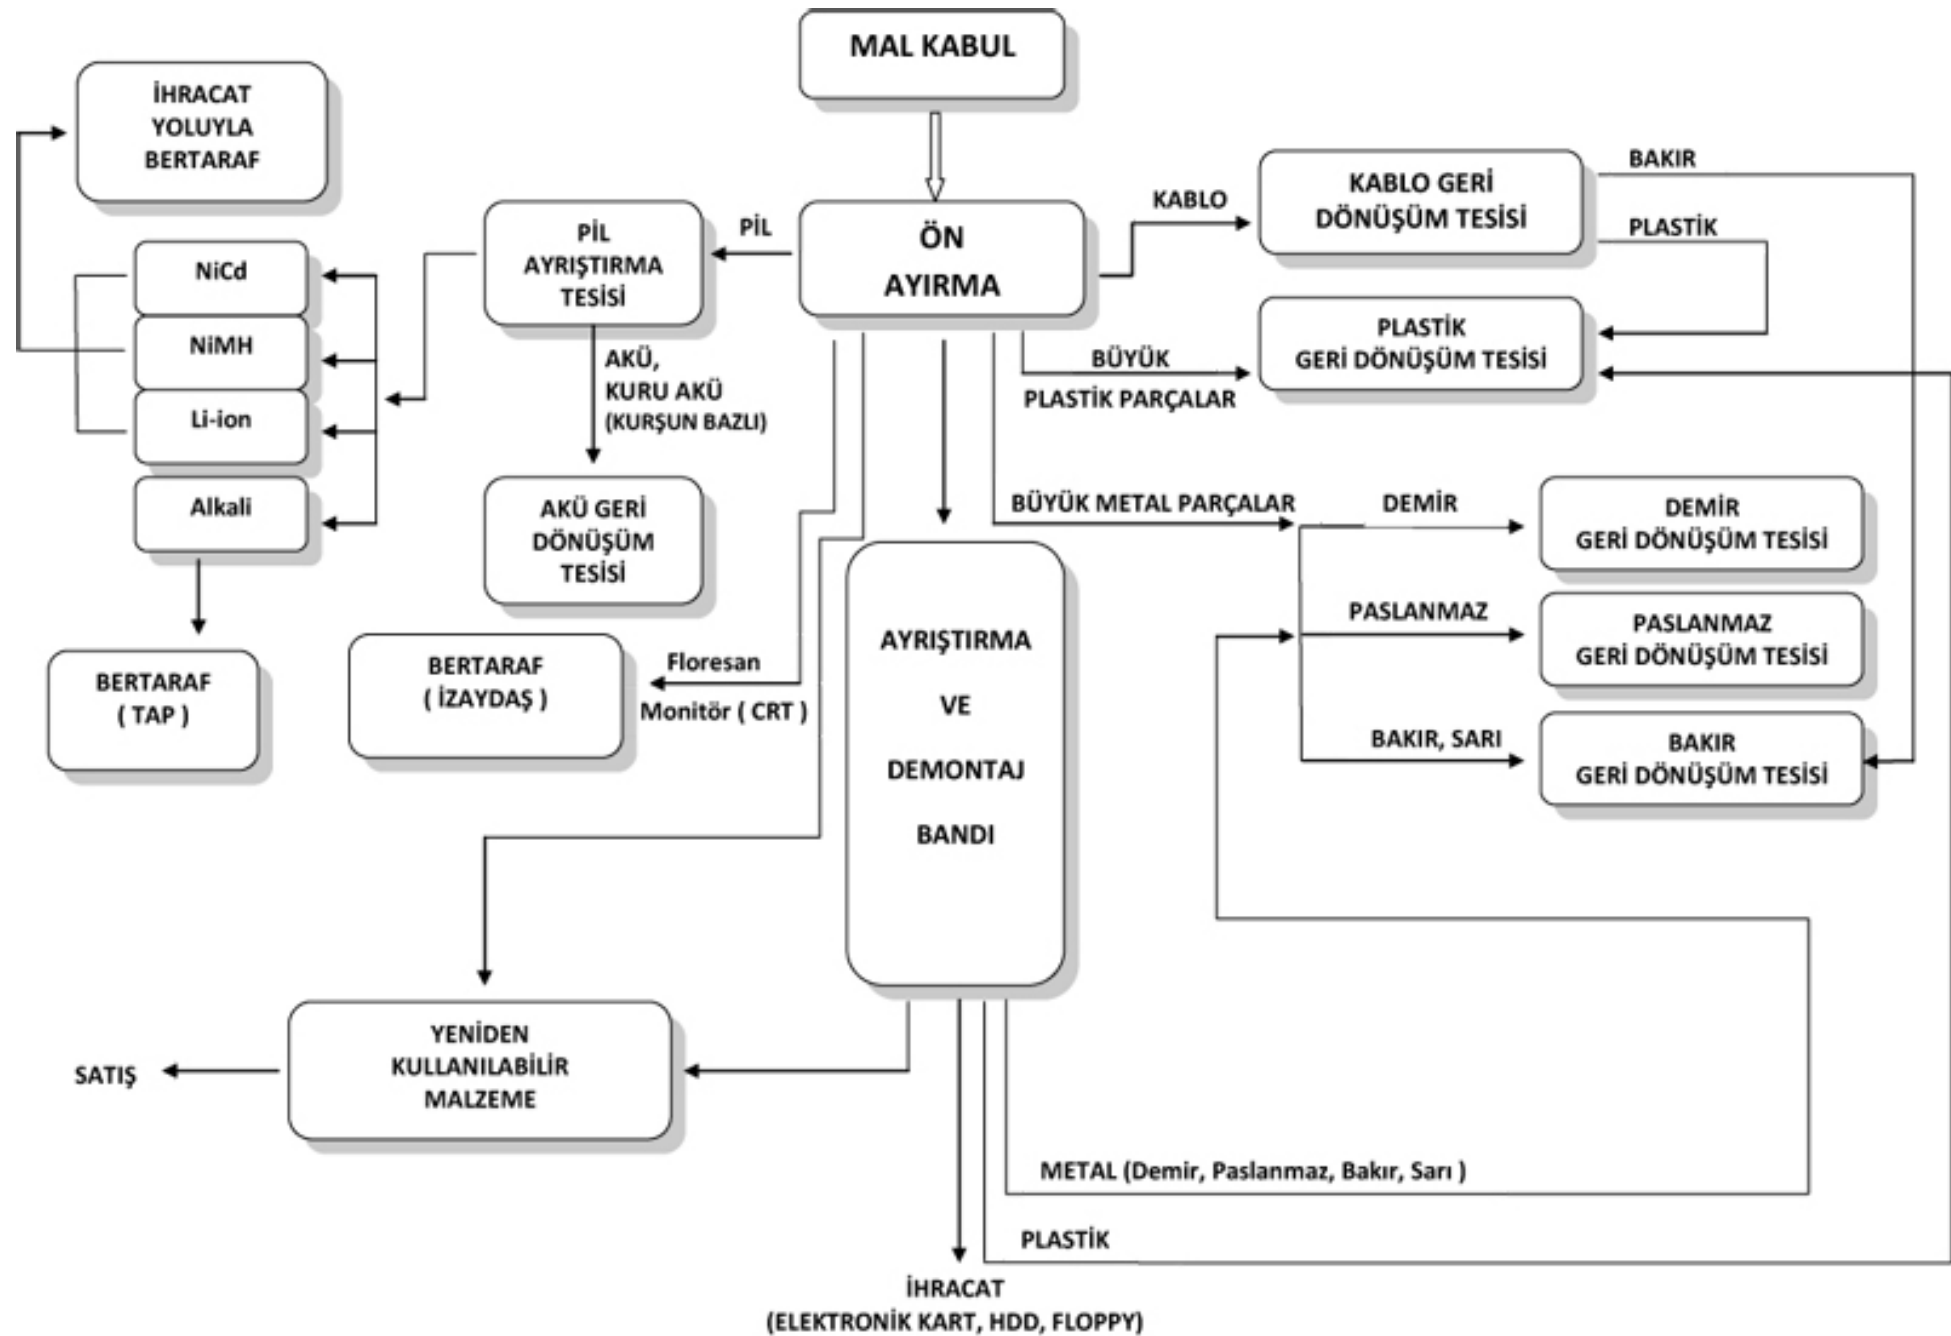 MAL KABUL
İHRACAT
YOLUYLA
BERTARAF
BAKIR
KABLO GERİ
DÖNÜŞÜM TESİSİ
KABLO
PLASTİK
PİL
AYRIŞTIRMA
TESİSİ
PİL
ÖN
AYIRMA
NiCd
NiMH
Li-ion
Alkali
PLASTİK
GERİ DÖNÜŞÜM TESİSİ
BÜYÜK
PLASTİK PARÇALAR
AKÜ,
KURU AKÜ
(KURŞUN BAZLI)
AKÜ GERİ
DÖNÜŞÜM
TESİSİ
BÜYÜK METAL PARÇALAR
DEMİR
DEMİR
GERİ DÖNÜŞÜM TESİSİ
PASLANMAZ
PASLANMAZ
GERİ DÖNÜŞÜM TESİSİ
BAKIR, SARI
BAKIR
GERİ DÖNÜŞÜM TESİSİ
BERTARAF
( TAP )
BERTARAF
( İZAYDAŞ )
Floresan
Monitör ( CRT )
AYRIŞTIRMA
VE
DEMONTAJ
BANDI
YENİDEN
KULLANILABİLİR
MALZEME
SATIŞ
METAL (Demir, Paslanmaz, Bakır, Sarı )
PLASTİK
İHRACAT
(ELEKTRONİK KART, HDD, FLOPPY)